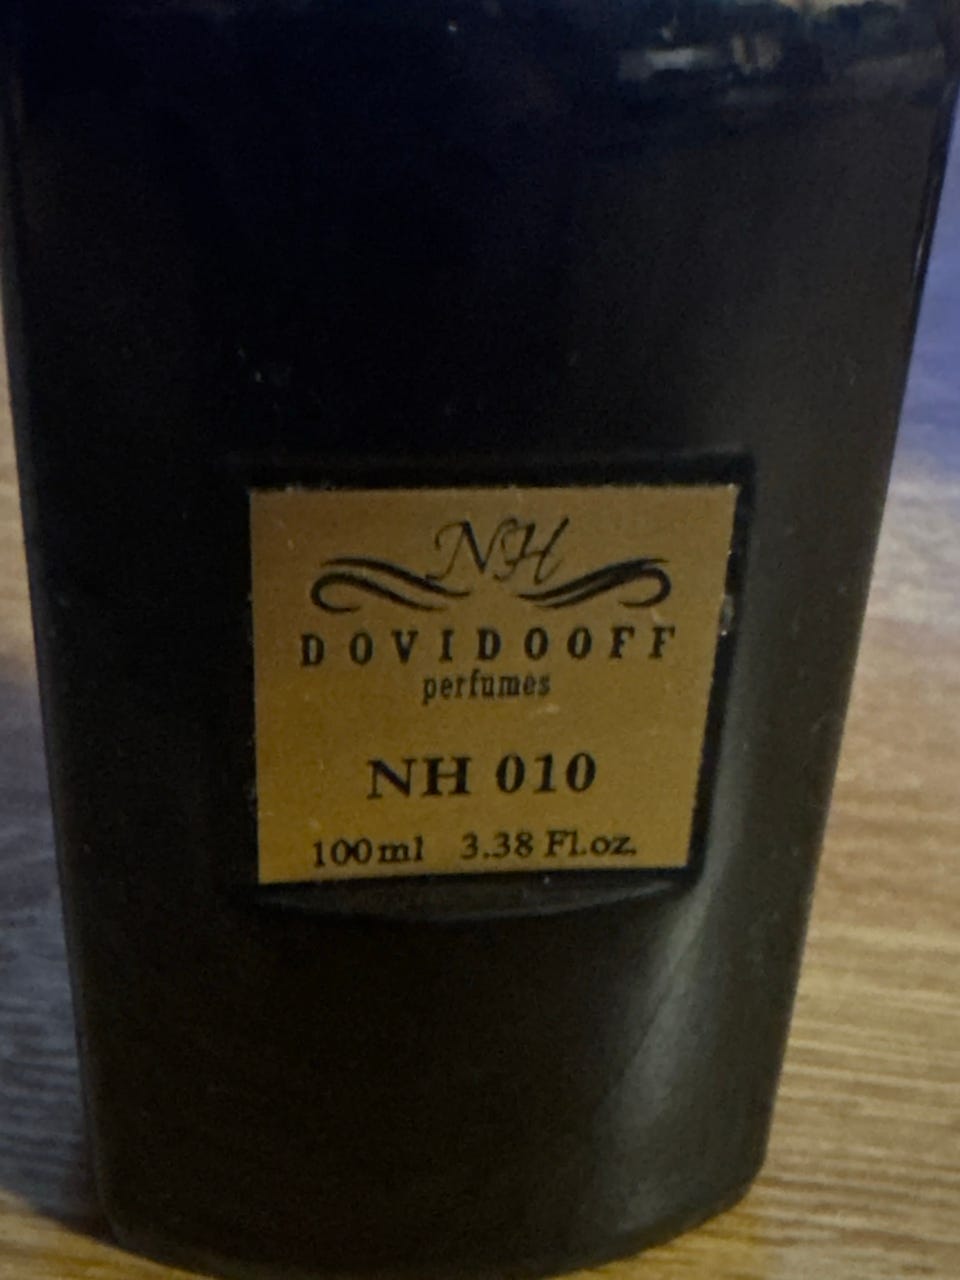 NH
DOVIDOOFF
perfumes
NH 010
100ml 3.38 Fl.oz.